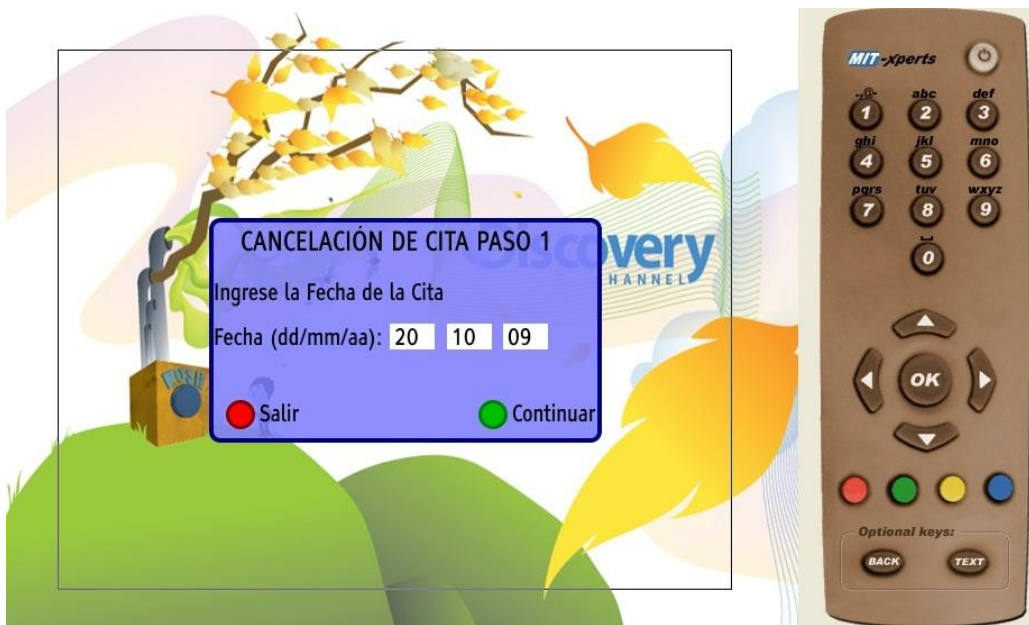 CANCELACIÓN DE CITA PASO 1
Discovery
HANNEL
Ingrese la Fecha de la Cita
Fecha (dd/mm/aa): 20 10 09
Salir
Continuar
PUSH
MIT-xperts
.,@- abc def
1 2 3
ghi jkl mno
4 5 6
pqrs tuv wxyz
7 8 9
0
OK
Optional keys:
BACK TEXT